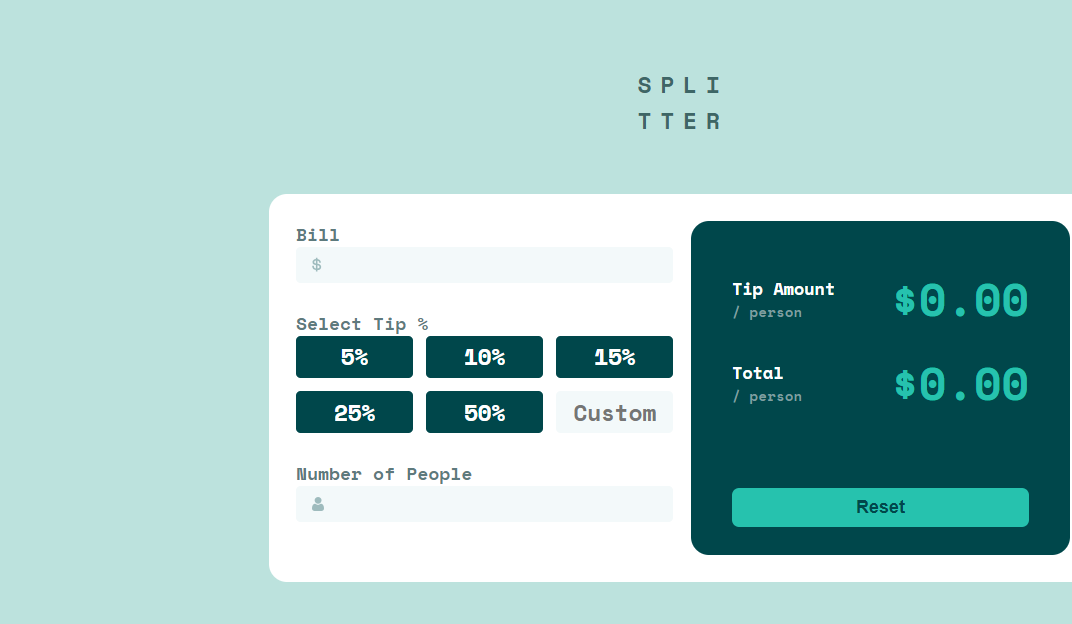 SPLI
TTER
Bill
$
Select Tip %
5%
10%
15%
25%
50%
Custom
Number of People
Tip Amount
/ person
$0.00
Total
/ person
$0.00
Reset